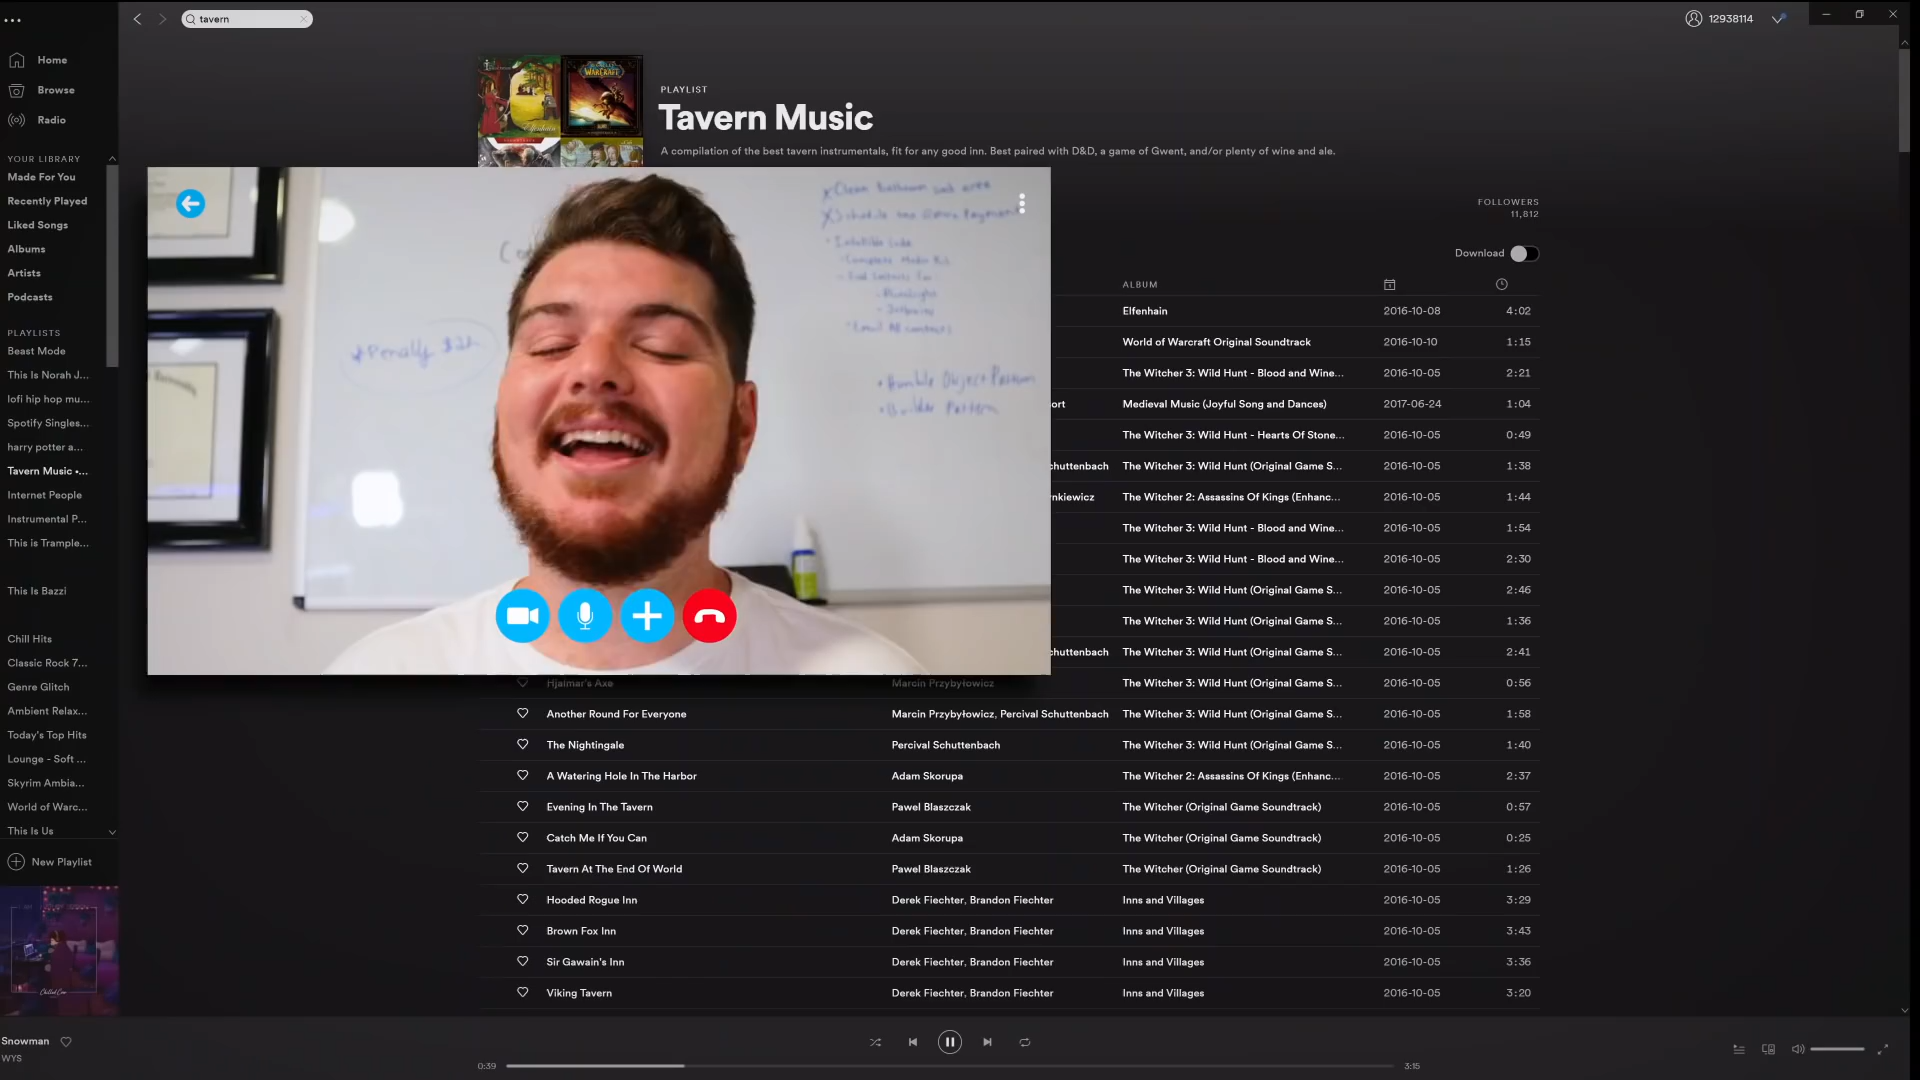 tavern
12938114
Home
Browse
Radio
YOUR LIBRARY
Made For You
Recently Played
Liked Songs
Albums
Artists
Podcasts
PLAYLISTS
Beast Mode
This Is Norah J...
lofi hip hop mu...
Spotify Singles...
harry potter a...
Tavern Music •...
Internet People
Instrumental P...
This is Trample...
This Is Bazzi
Chill Hits
Classic Rock 7...
Genre Glitch
Ambient Relax...
Today's Top Hits
Lounge - Soft ...
Skyrim Ambia...
World of Warc...
This Is Us
New Playlist
WARCRAFT
PLAYLIST
Tavern Music
A compilation of the best tavern instrumentals, fit for any good inn. Best paired with D&D, a game of Gwent, and/or plenty of wine and ale.
FOLLOWERS
11,812
Download
Penally
Object Pattern
Builder Pattern
ALBUM
Elfenhain 2016-10-08 4:02
World of Warcraft Original Soundtrack 2016-10-10 1:15
The Witcher 3: Wild Hunt - Blood and Wine... 2016-10-05 2:21
ort Medieval Music (Joyful Song and Dances) 2017-06-24 1:04
The Witcher 3: Wild Hunt - Hearts Of Stone... 2016-10-05 0:49
chuttenbach The Witcher 3: Wild Hunt (Original Game S... 2016-10-05 1:38
nkiewicz The Witcher 2: Assassins Of Kings (Enhanc... 2016-10-05 1:44
The Witcher 3: Wild Hunt - Blood and Wine... 2016-10-05 1:54
The Witcher 3: Wild Hunt - Blood and Wine... 2016-10-05 2:30
The Witcher 3: Wild Hunt (Original Game S... 2016-10-05 2:46
The Witcher 3: Wild Hunt (Original Game S... 2016-10-05 1:36
chuttenbach The Witcher 3: Wild Hunt (Original Game S... 2016-10-05 2:41
Hjalmar's Axe Marcin Przybyłowicz The Witcher 3: Wild Hunt (Original Game S... 2016-10-05 0:56
Another Round For Everyone Marcin Przybyłowicz, Percival Schuttenbach The Witcher 3: Wild Hunt (Original Game S... 2016-10-05 1:58
The Nightingale Percival Schuttenbach The Witcher 3: Wild Hunt (Original Game S... 2016-10-05 1:40
A Watering Hole In The Harbor Adam Skorupa The Witcher 2: Assassins Of Kings (Enhanc... 2016-10-05 2:37
Evening In The Tavern Pawel Blaszczak The Witcher (Original Game Soundtrack) 2016-10-05 0:57
Catch Me If You Can Adam Skorupa The Witcher (Original Game Soundtrack) 2016-10-05 0:25
Tavern At The End Of World Pawel Blaszczak The Witcher (Original Game Soundtrack) 2016-10-05 1:26
Hooded Rogue Inn Derek Fiechter, Brandon Fiechter Inns and Villages 2016-10-05 3:29
Brown Fox Inn Derek Fiechter, Brandon Fiechter Inns and Villages 2016-10-05 3:43
Sir Gawain's Inn Derek Fiechter, Brandon Fiechter Inns and Villages 2016-10-05 3:36
Viking Tavern Derek Fiechter, Brandon Fiechter Inns and Villages 2016-10-05 3:20
Snowman
WYS
0:39
3:15